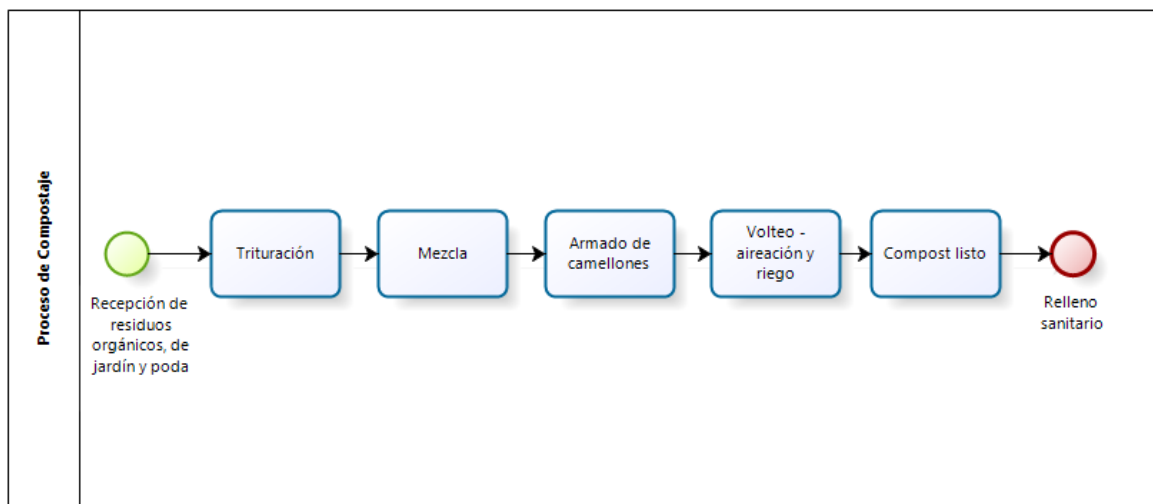 Proceso de Compostaje
Recepción de
residuos
orgánicos, de
jardín y poda
Trituración
Mezcla
Armado de
camellones
Volteo -
aireación y
riego
Compost listo
Relleno
sanitario